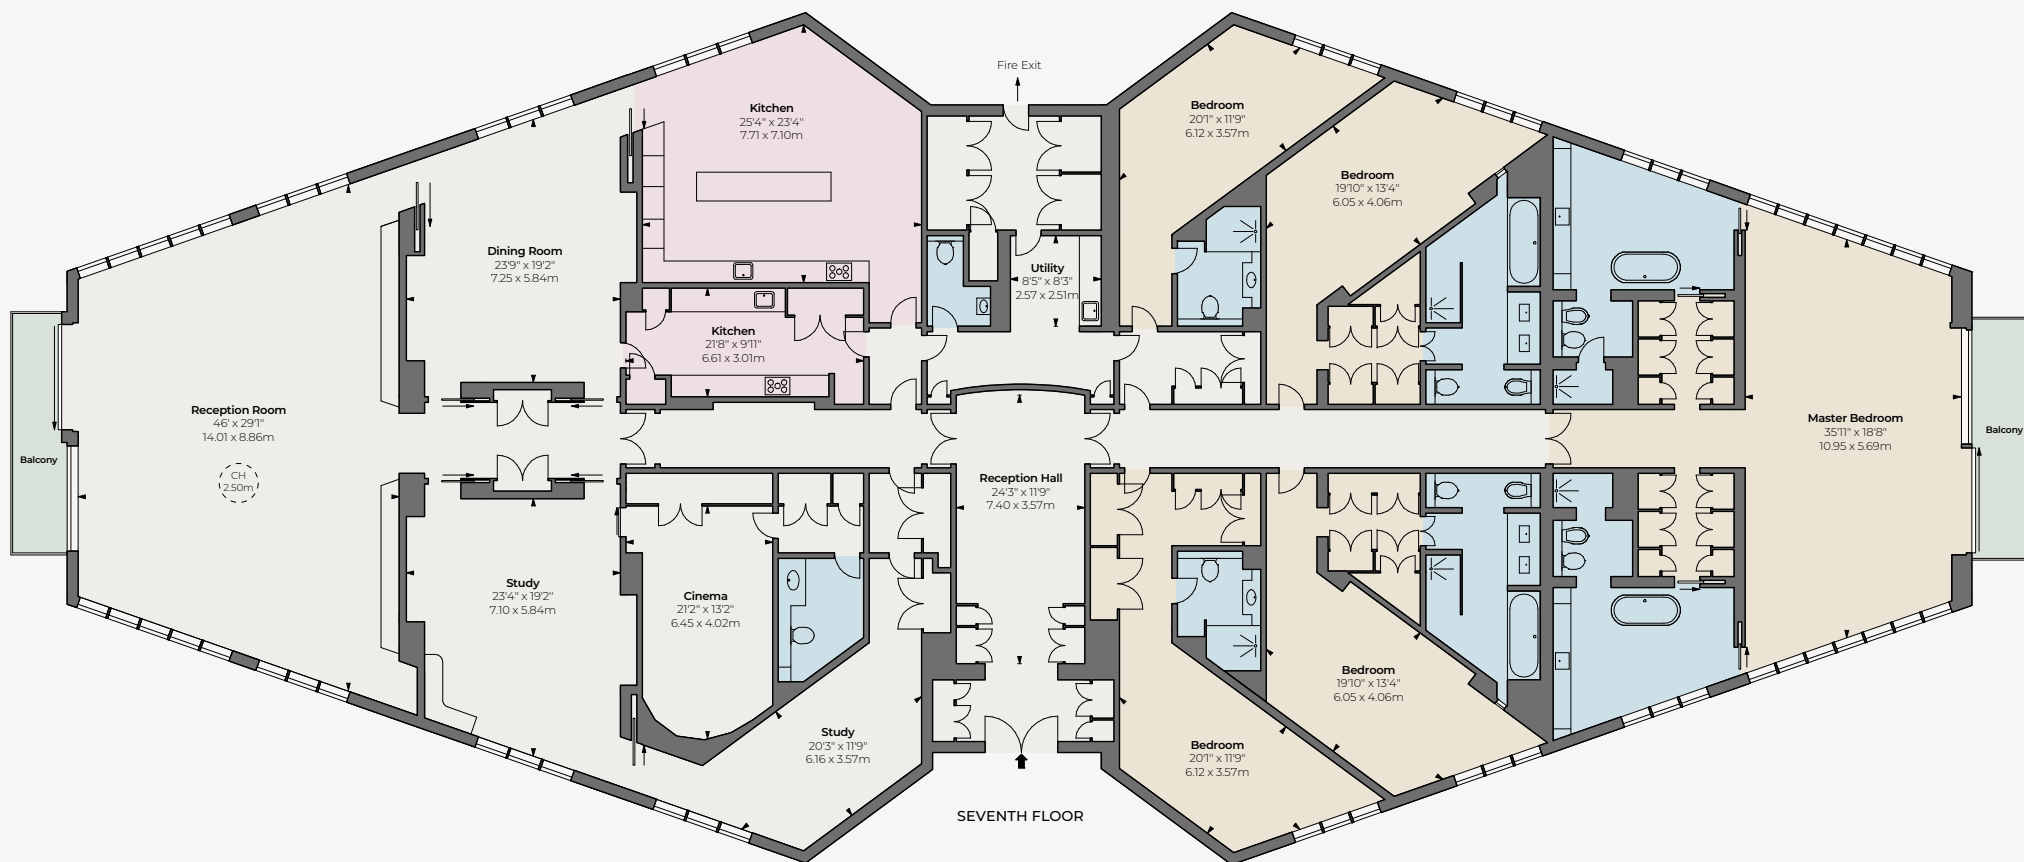 Fire Exit
Kitchen
25'4" x 23'4"
7.71 x 7.10m
Bedroom
20'1" x 11'9"
6.12 x 3.57m
Bedroom
19'10" x 13'4"
6.05 x 4.06m
Dining Room
23'9" x 19'2"
7.25 x 5.84m
Utility
8'5" x 8'3"
2.57 x 2.51m
Kitchen
21'8" x 9'11"
6.61 x 3.01m
Reception Room
46' x 29'1"
14.01 x 8.86m
CH
2.50m
Balcony
Master Bedroom
35'11" x 18'8"
10.95 x 5.69m
Balcony
Reception Hall
24'3" x 11'9"
7.40 x 3.57m
Study
23'4" x 19'2"
7.10 x 5.84m
Cinema
21'2" x 13'2"
6.45 x 4.02m
Bedroom
19'10" x 13'4"
6.05 x 4.06m
Study
20'3" x 11'9"
6.16 x 3.57m
Bedroom
20'1" x 11'9"
6.12 x 3.57m
SEVENTH FLOOR